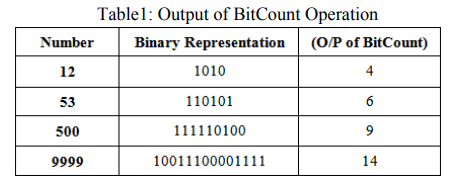 Table1: Output of BitCount Operation
Number Binary Representation (O/P of BitCount)
12 1010 4
53 110101 6
500 111110100 9
9999 10011100001111 14